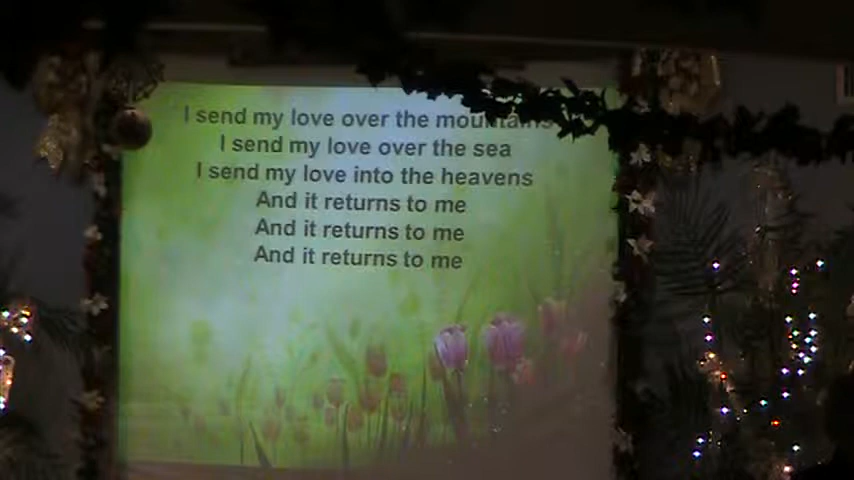 I send my love over the mountains
I send my love over the sea
I send my love into the heavens
And it returns to me
And it returns to me
And it returns to me